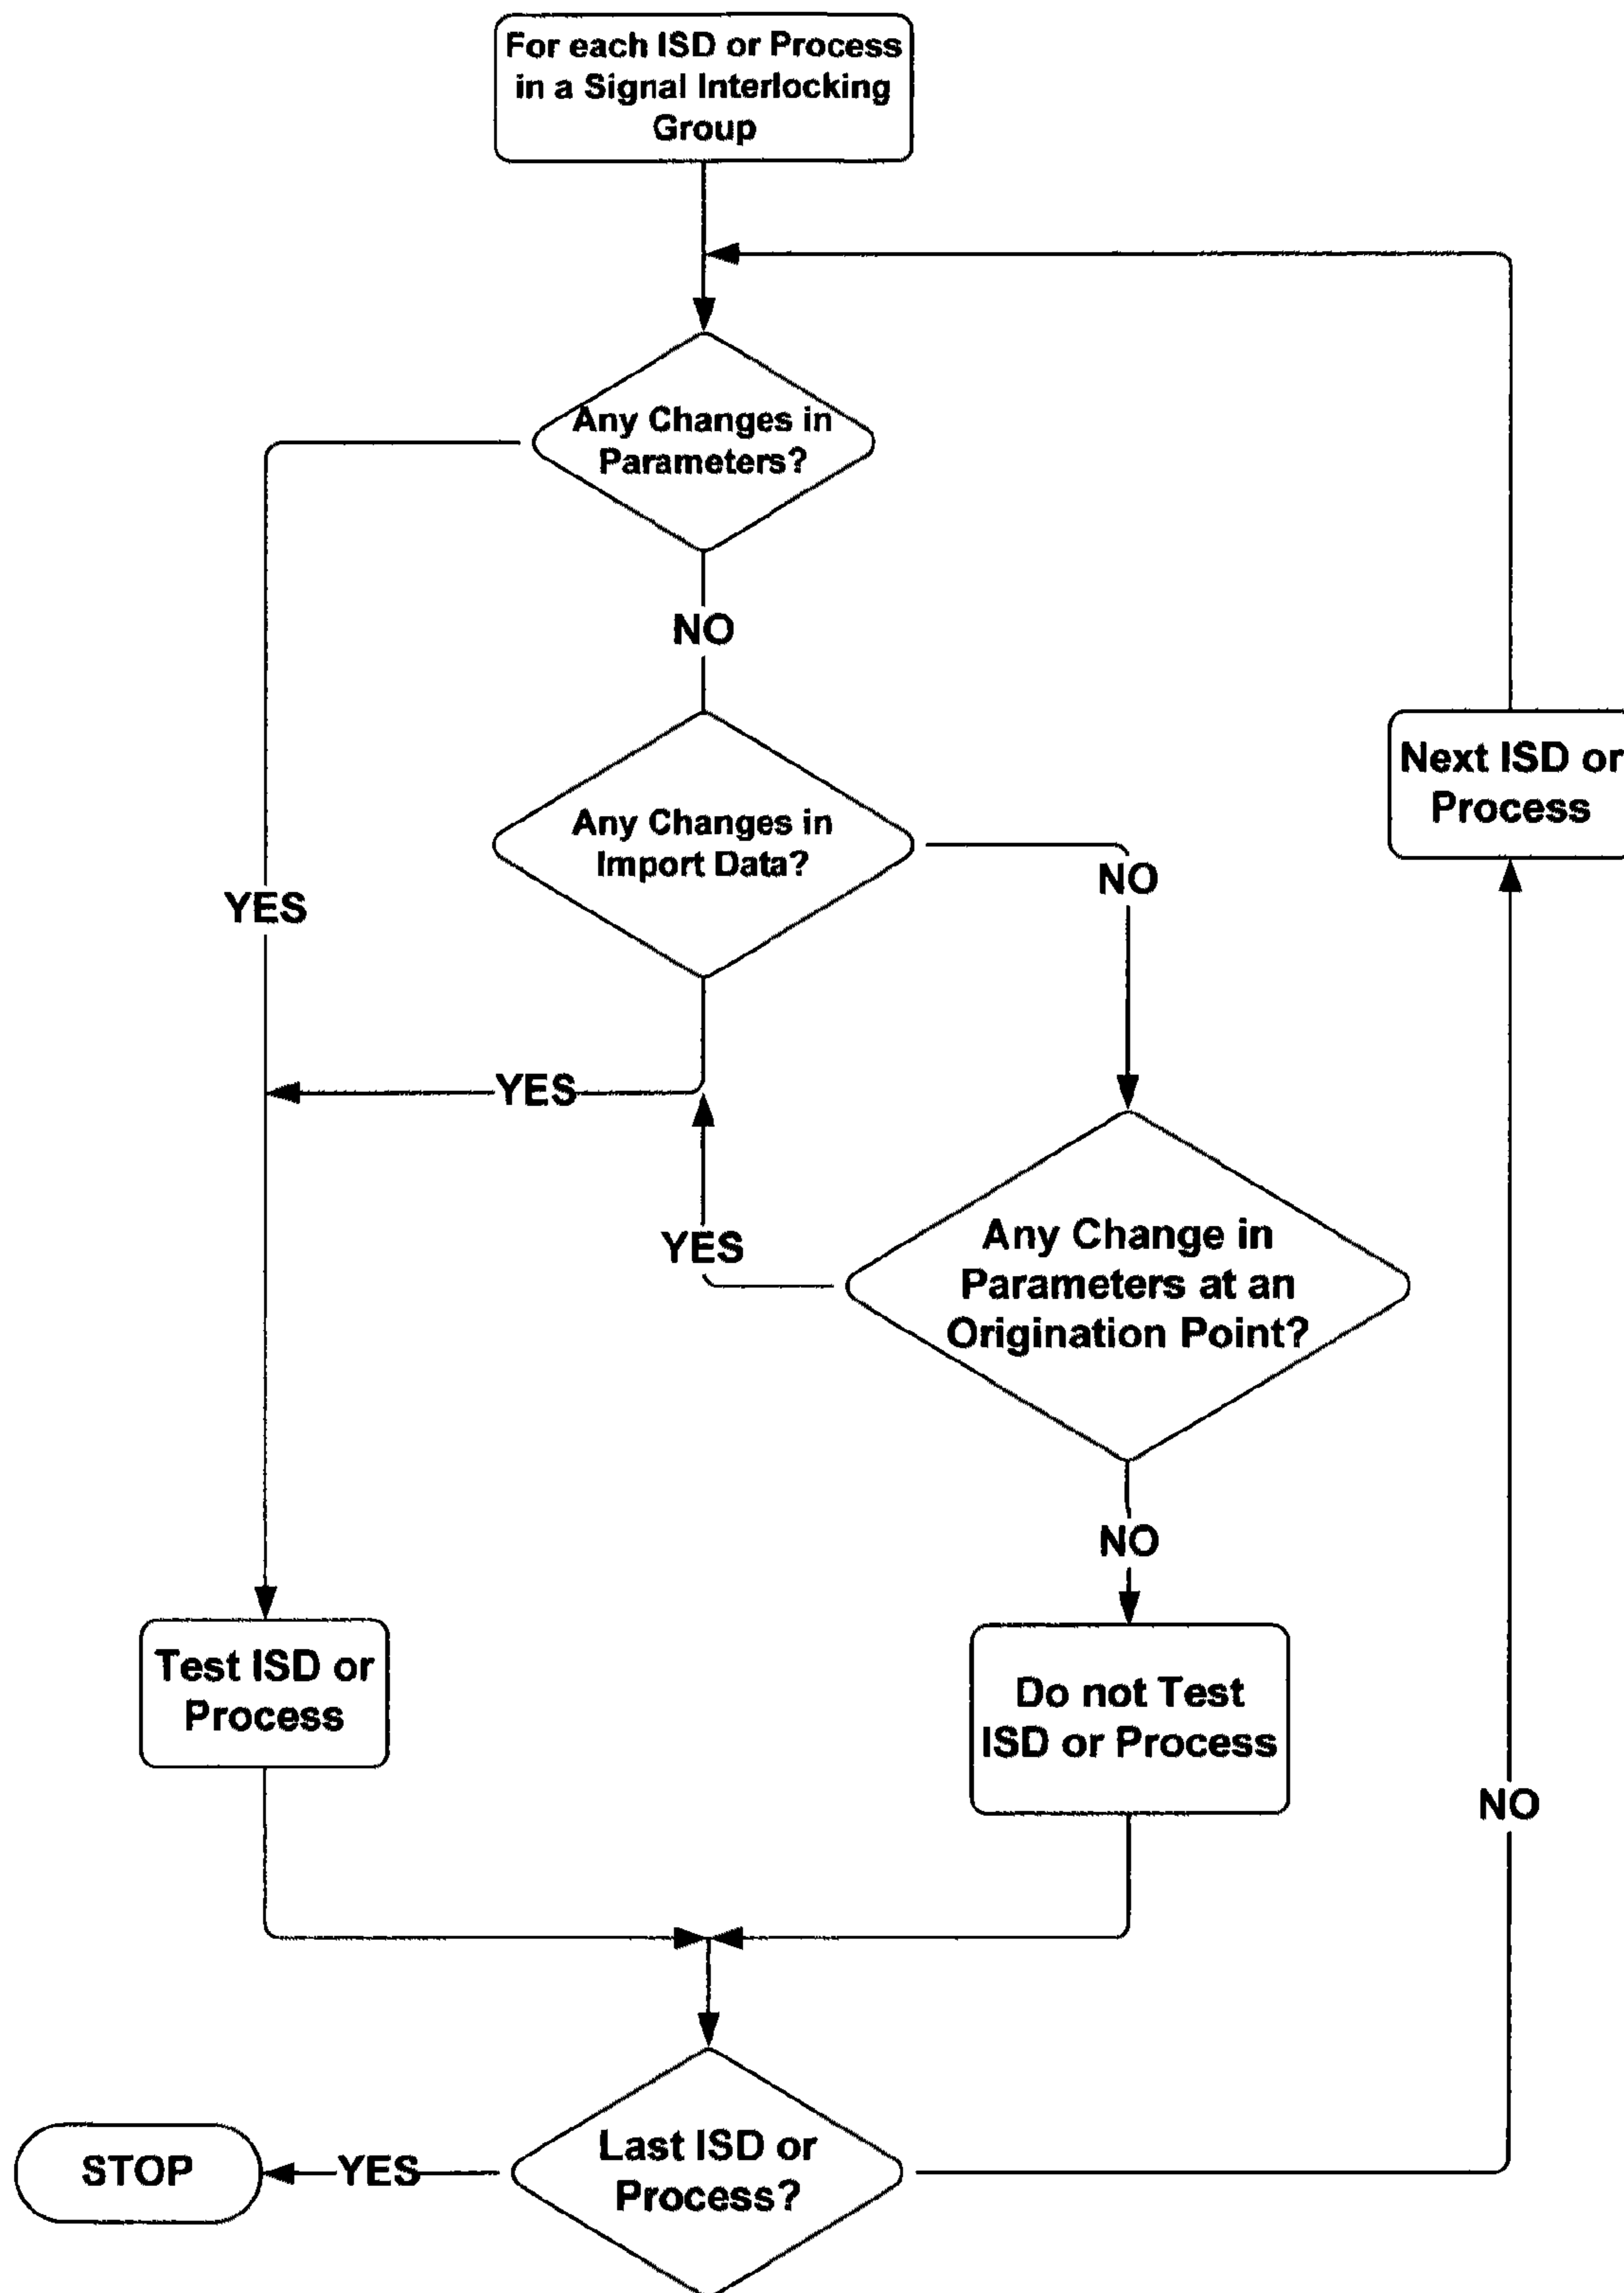 For each ISD or Process
in a Signal Interlocking
Group
Any Changes in
Parameters?
NO
Any Changes in
Import Data?
NO
YES
YES
Next ISD or
Process
Any Change in
Parameters at an
Origination Point?
YES
NO
Test ISD or
Process
Do not Test
ISD or Process
NO
Last ISD or
Process?
YES
STOP